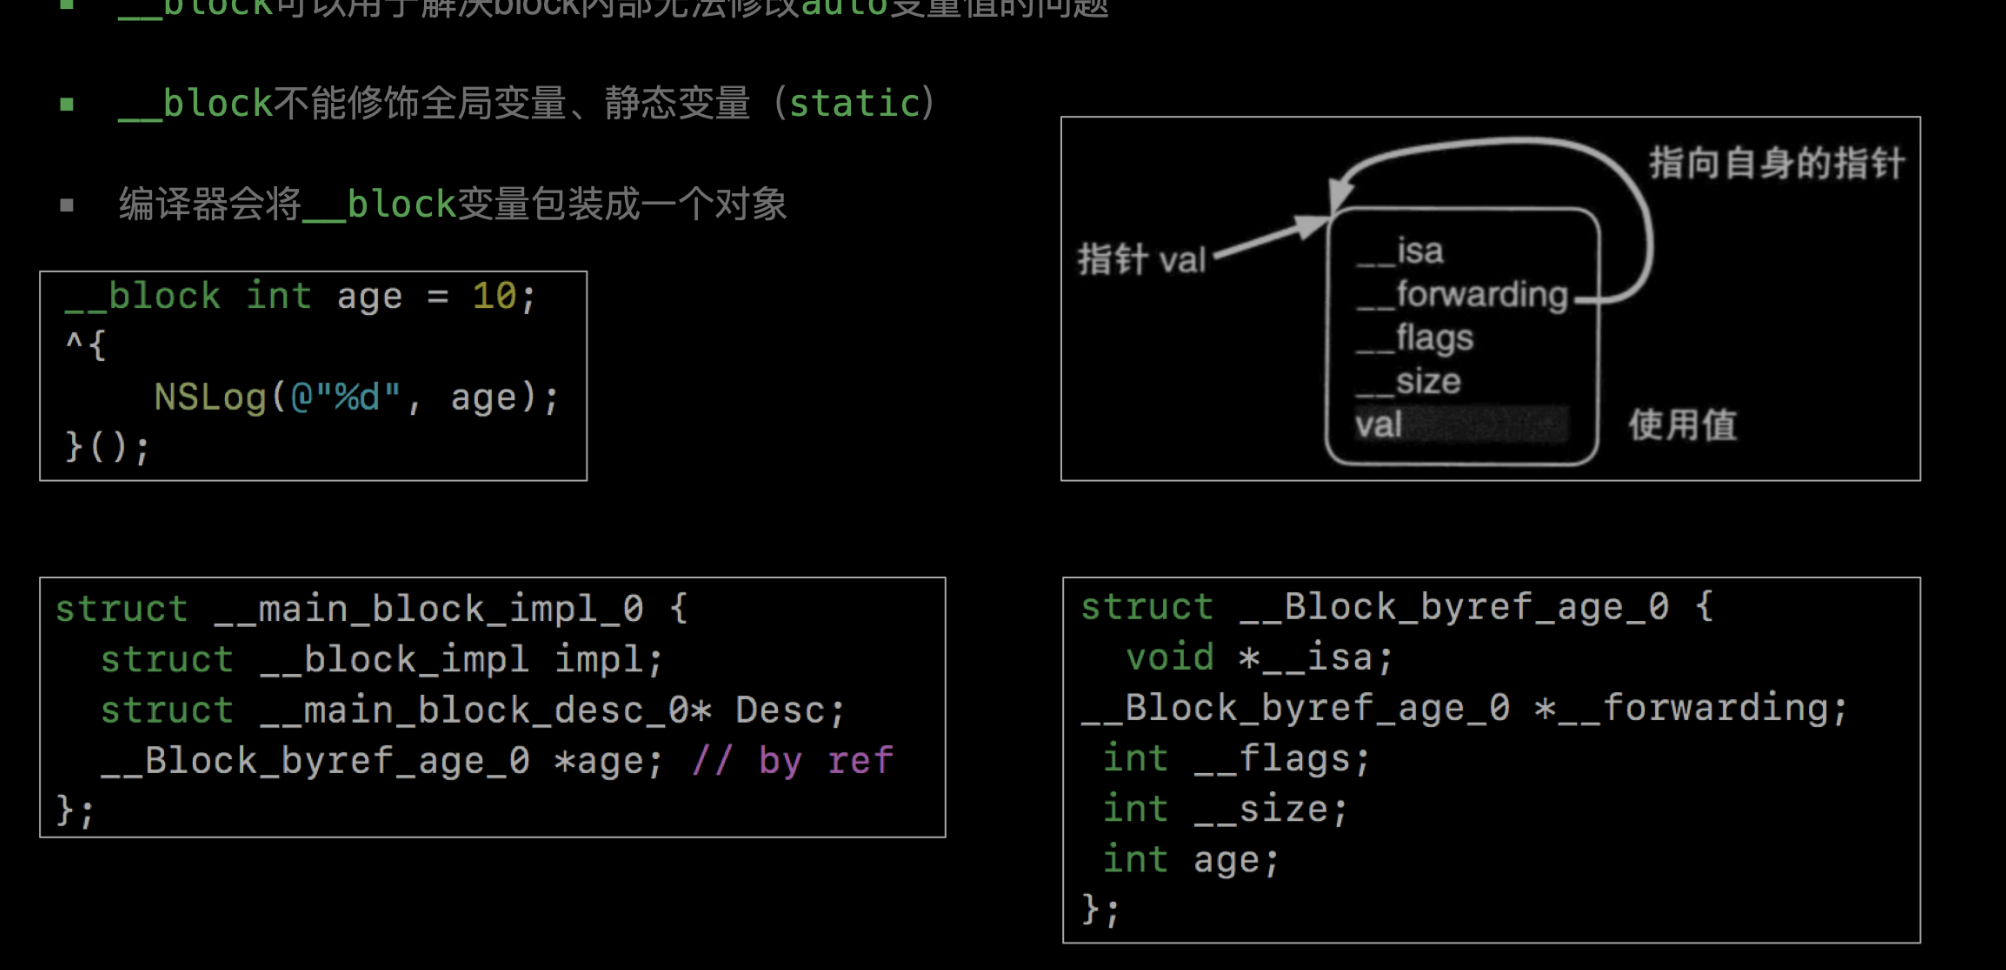 __block可以用于解决block内部无法修改auto变量值的问题
__block不能修饰全局变量、静态变量（static）
编译器会将__block变量包装成一个对象
__block int age = 10;
^{
    NSLog(@"%d", age);
}();
指向自身的指针
指针 val
__isa
__forwarding
__flags
__size
val
使用值
struct __main_block_impl_0 {
  struct __block_impl impl;
  struct __main_block_desc_0* Desc;
  __Block_byref_age_0 *age; // by ref
};
struct __Block_byref_age_0 {
  void *__isa;
__Block_byref_age_0 *__forwarding;
 int __flags;
 int __size;
 int age;
};